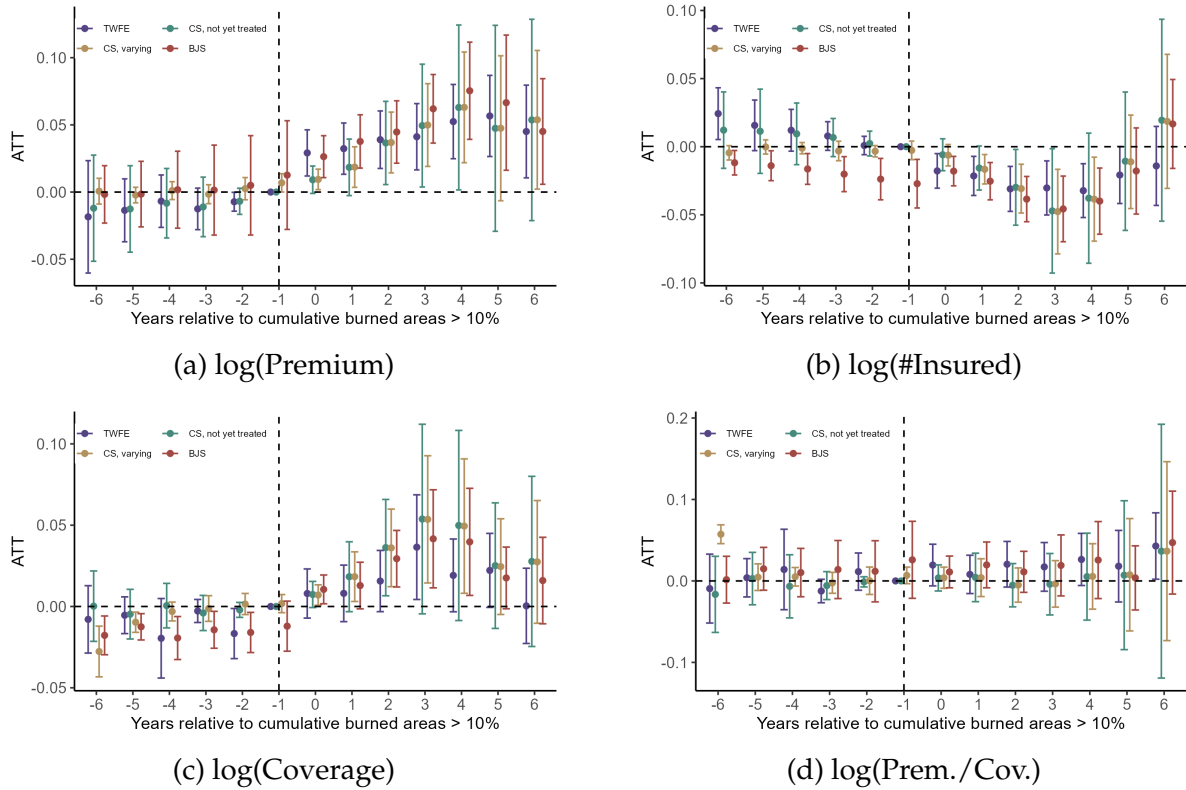 TWFE CS, not yet treated
CS, varying BJS
0.10
0.05
0.00
-0.05
ATT
-6 -5 -4 -3 -2 -1 0 1 2 3 4 5 6
Years relative to cumulative burned areas > 10%
(a) log(Premium)
TWFE CS, not yet treated
CS, varying BJS
0.10
0.05
0.00
-0.05
-0.10
ATT
-6 -5 -4 -3 -2 -1 0 1 2 3 4 5 6
Years relative to cumulative burned areas > 10%
(b) log(#Insured)
TWFE CS, not yet treated
CS, varying BJS
0.10
0.05
0.00
-0.05
ATT
-6 -5 -4 -3 -2 -1 0 1 2 3 4 5 6
Years relative to cumulative burned areas > 10%
(c) log(Coverage)
TWFE CS, not yet treated
CS, varying BJS
0.2
0.1
0.0
-0.1
ATT
-6 -5 -4 -3 -2 -1 0 1 2 3 4 5 6
Years relative to cumulative burned areas > 10%
(d) log(Prem./Cov.)